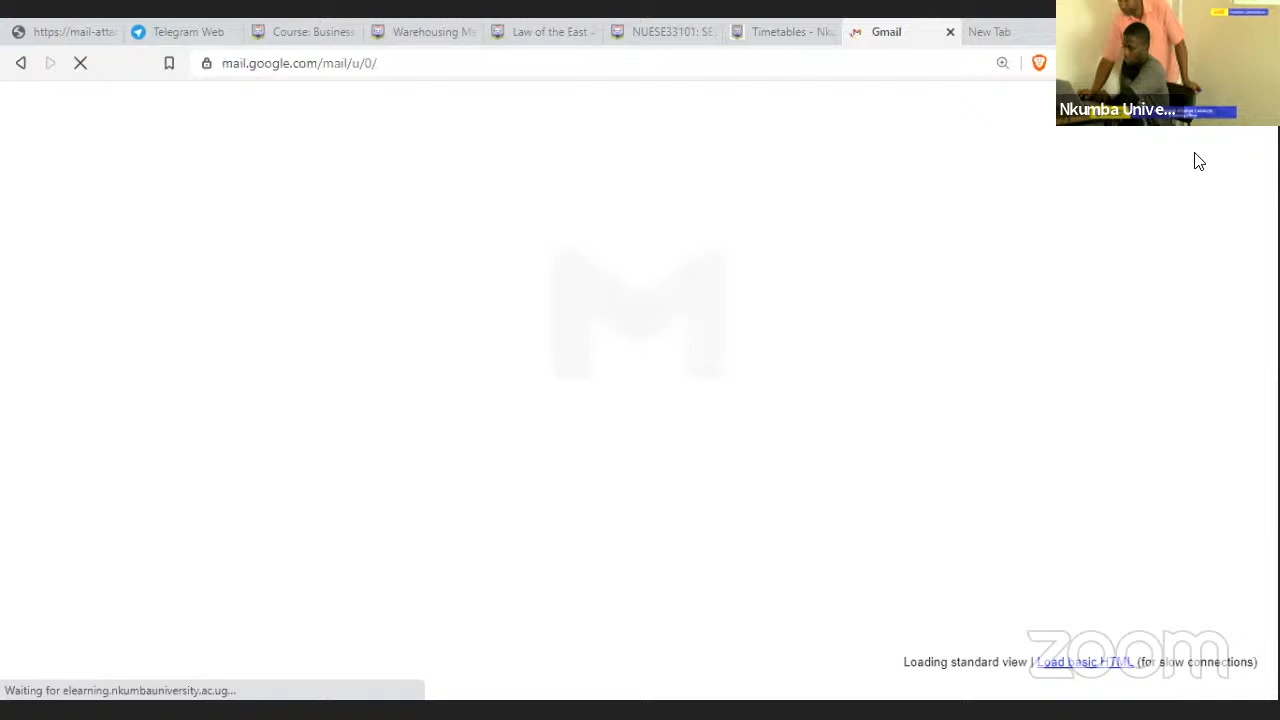 https://mail-atta
Telegram Web
Course: Business
Warehousing Ma
Law of the East -
NUESE33101: SE
Timetables - Nku
Gmail
New Tab
mail.google.com/mail/u/0/
Nkumba Unive...
zoom
Loading standard view | Load basic HTML (for slow connections)
Waiting for elearning.nkumbauniversity.ac.ug...